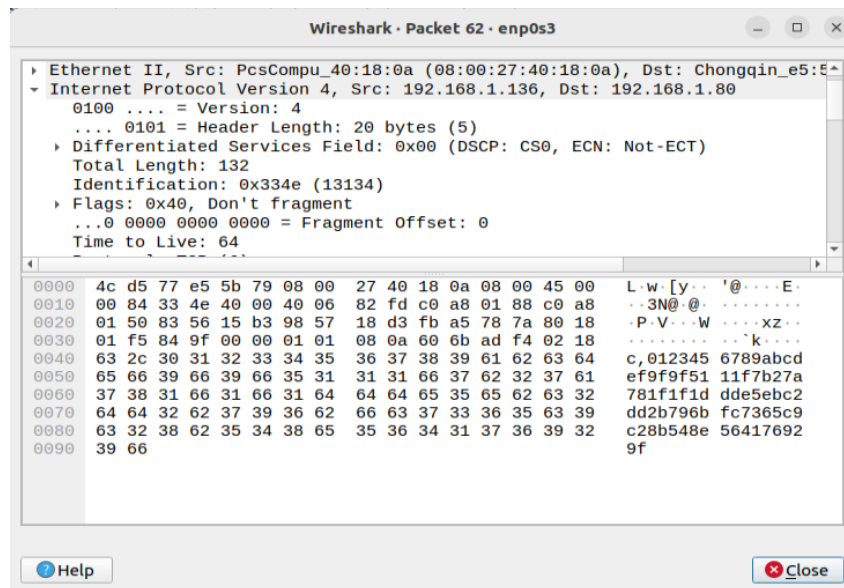 Wireshark · Packet 62 · enp0s3
Ethernet II, Src: PcsCompu_40:18:0a (08:00:27:40:18:0a), Dst: Chongqin_e5:5
Internet Protocol Version 4, Src: 192.168.1.136, Dst: 192.168.1.80
0100 .... = Version: 4
.... 0101 = Header Length: 20 bytes (5)
Differentiated Services Field: 0x00 (DSCP: CS0, ECN: Not-ECT)
Total Length: 132
Identification: 0x334e (13134)
Flags: 0x40, Don't fragment
...0 0000 0000 0000 = Fragment Offset: 0
Time to Live: 64
0000 4c d5 77 e5 5b 79 08 00 27 40 18 0a 08 00 45 00 L·w·[y·· '@····E·
0010 00 84 33 4e 40 00 40 06 82 fd c0 a8 01 88 c0 a8 ··3N@·@· ········
0020 01 50 83 56 15 b3 98 57 18 d3 fb a5 78 7a 80 18 ·P·V···W ····xz··
0030 01 f5 84 9f 00 00 01 01 08 0a 60 6b ad f4 02 18 ········ ··`k····
0040 63 2c 30 31 32 33 34 35 36 37 38 39 61 62 63 64 c,012345 6789abcd
0050 65 66 39 66 39 66 35 31 31 31 66 37 62 32 37 61 ef9f9f51 11f7b27a
0060 37 38 31 66 31 66 31 64 64 64 65 35 65 62 63 32 781f1f1d dde5ebc2
0070 64 64 32 62 37 39 36 62 66 63 37 33 36 35 63 39 dd2b796b fc7365c9
0080 63 32 38 62 35 34 38 65 35 36 34 31 37 36 39 32 c28b548e 56417692
0090 39 66 9f
Help
Close